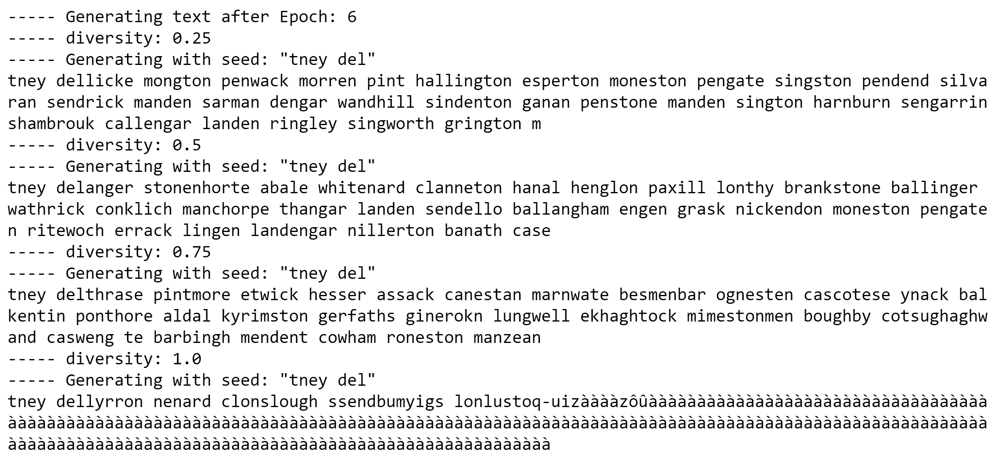 ----- Generating text after Epoch: 6
----- diversity: 0.25
----- Generating with seed: "tney del"
tney dellicke mongton penwack morren pint hallington esperton moneston pengate singston pendend silva
ran sendrick manden sarman dengar wandhill sindenton ganan penstone manden sington harnburn sengarrin
shambrouk callengar landen ringley singworth grington m
----- diversity: 0.5
----- Generating with seed: "tney del"
tney delanger stonenhorte abale whitenard clanneton hanal henglon paxill lonthy brankstone ballinger
wathrick conklich manchorpe thangar landen sendello ballangham engen grask nickendon moneston pengate
n ritewoch errack lingen landengar nillerton banath case
----- diversity: 0.75
----- Generating with seed: "tney del"
tney delthrase pintmore etwick hesser assack canestan marnwate besmenbar ognesten cascotese ynack bal
kentin ponthore aldal kyrimston gerfaths ginerokn lungwell ekhaghtock mimestonmen boughby cotsughaghw
and casweng te barbingh mendent cowham roneston manzean
----- diversity: 1.0
----- Generating with seed: "tney del"
tney dellyrron nenard clonslough ssendbumyigs lonlustoq-uizààààzôûààààààààààààààààààààààààààààààààààà
ààààààààààààààààààààààààààààààààààààààààààààààààààààààààààààààààààààààààààààààààààààààààààààààààààààà
àààààààààààààààààààààààààààààààààààààààààààààààààààààààà